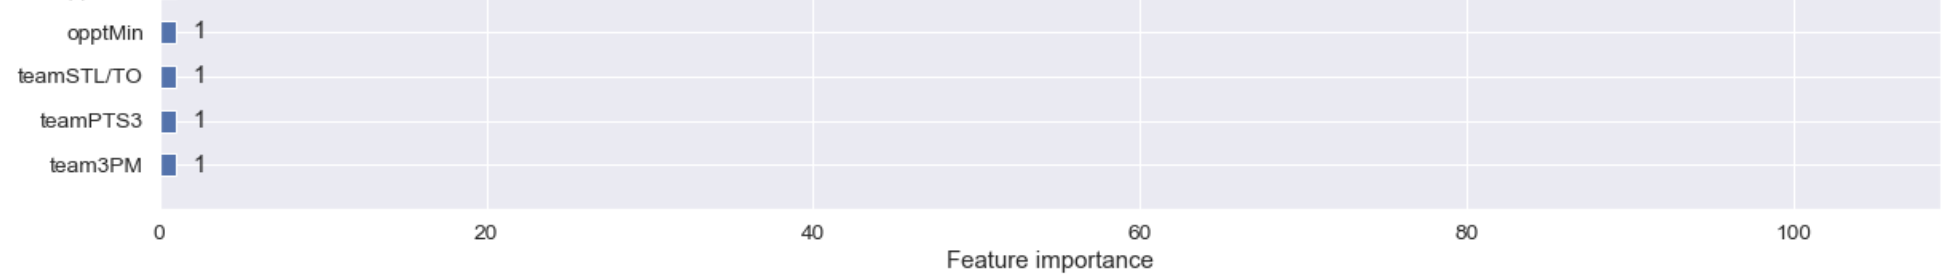 opptMin 1
teamSTL/TO 1
teamPTS3 1
team3PM 1
0 20 40 60 80 100
Feature importance